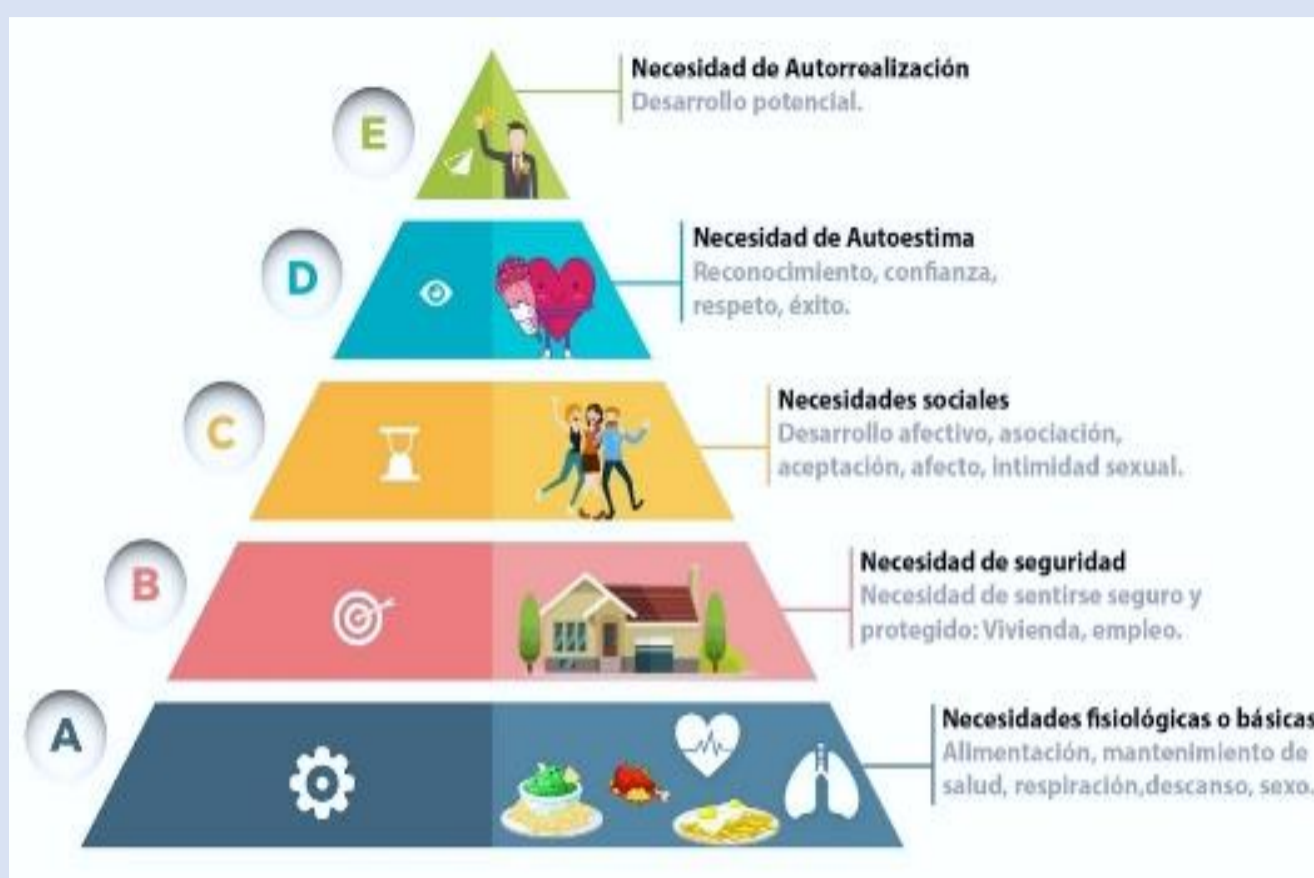 E
Necesidad de Autorrealización
Desarrollo potencial.
D
Necesidad de Autoestima
Reconocimiento, confianza,
respeto, éxito.
C
Necesidades sociales
Desarrollo afectivo, asociación,
aceptación, afecto, intimidad sexual.
B
Necesidad de seguridad
Necesidad de sentirse seguro y
protegido: Vivienda, empleo.
A
Necesidades fisiológicas o básicas
Alimentación, mantenimiento de
salud, respiración,descanso, sexo.